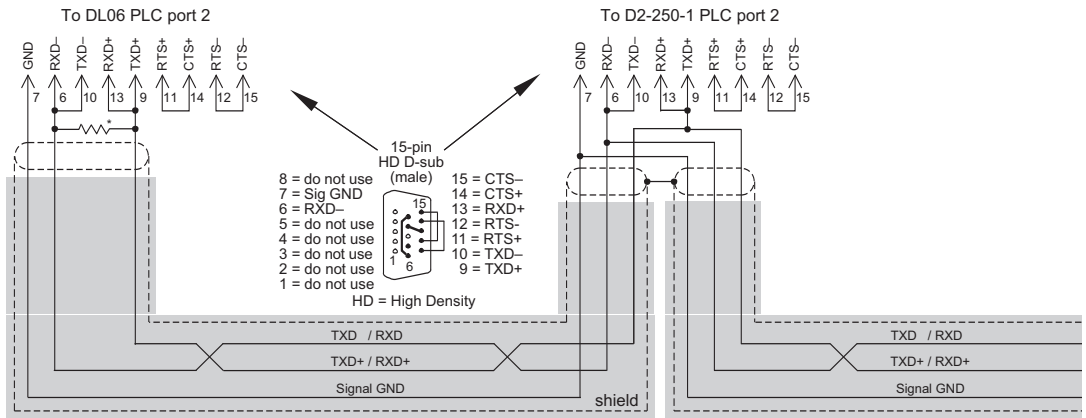 To DL06 PLC port 2
GND
RXD–
TXD–
RXD+
TXD+
RTS+
CTS+
RTS–
CTS–
7
6
10
13
9
11
14
12
15
*
To D2-250-1 PLC port 2
GND
RXD–
TXD–
RXD+
TXD+
RTS+
CTS+
RTS–
CTS–
7
6
10
13
9
11
14
12
15
15-pin
HD D-sub
(male)
8 = do not use
7 = Sig GND
6 = RXD–
5 = do not use
4 = do not use
3 = do not use
2 = do not use
1 = do not use
15
1
6
15 = CTS–
14 = CTS+
13 = RXD+
12 = RTS-
11 = RTS+
10 = TXD–
9 = TXD+
HD = High Density
TXD / RXD
TXD+ / RXD+
Signal GND
shield
TXD / RXD
TXD+ / RXD+
Signal GND